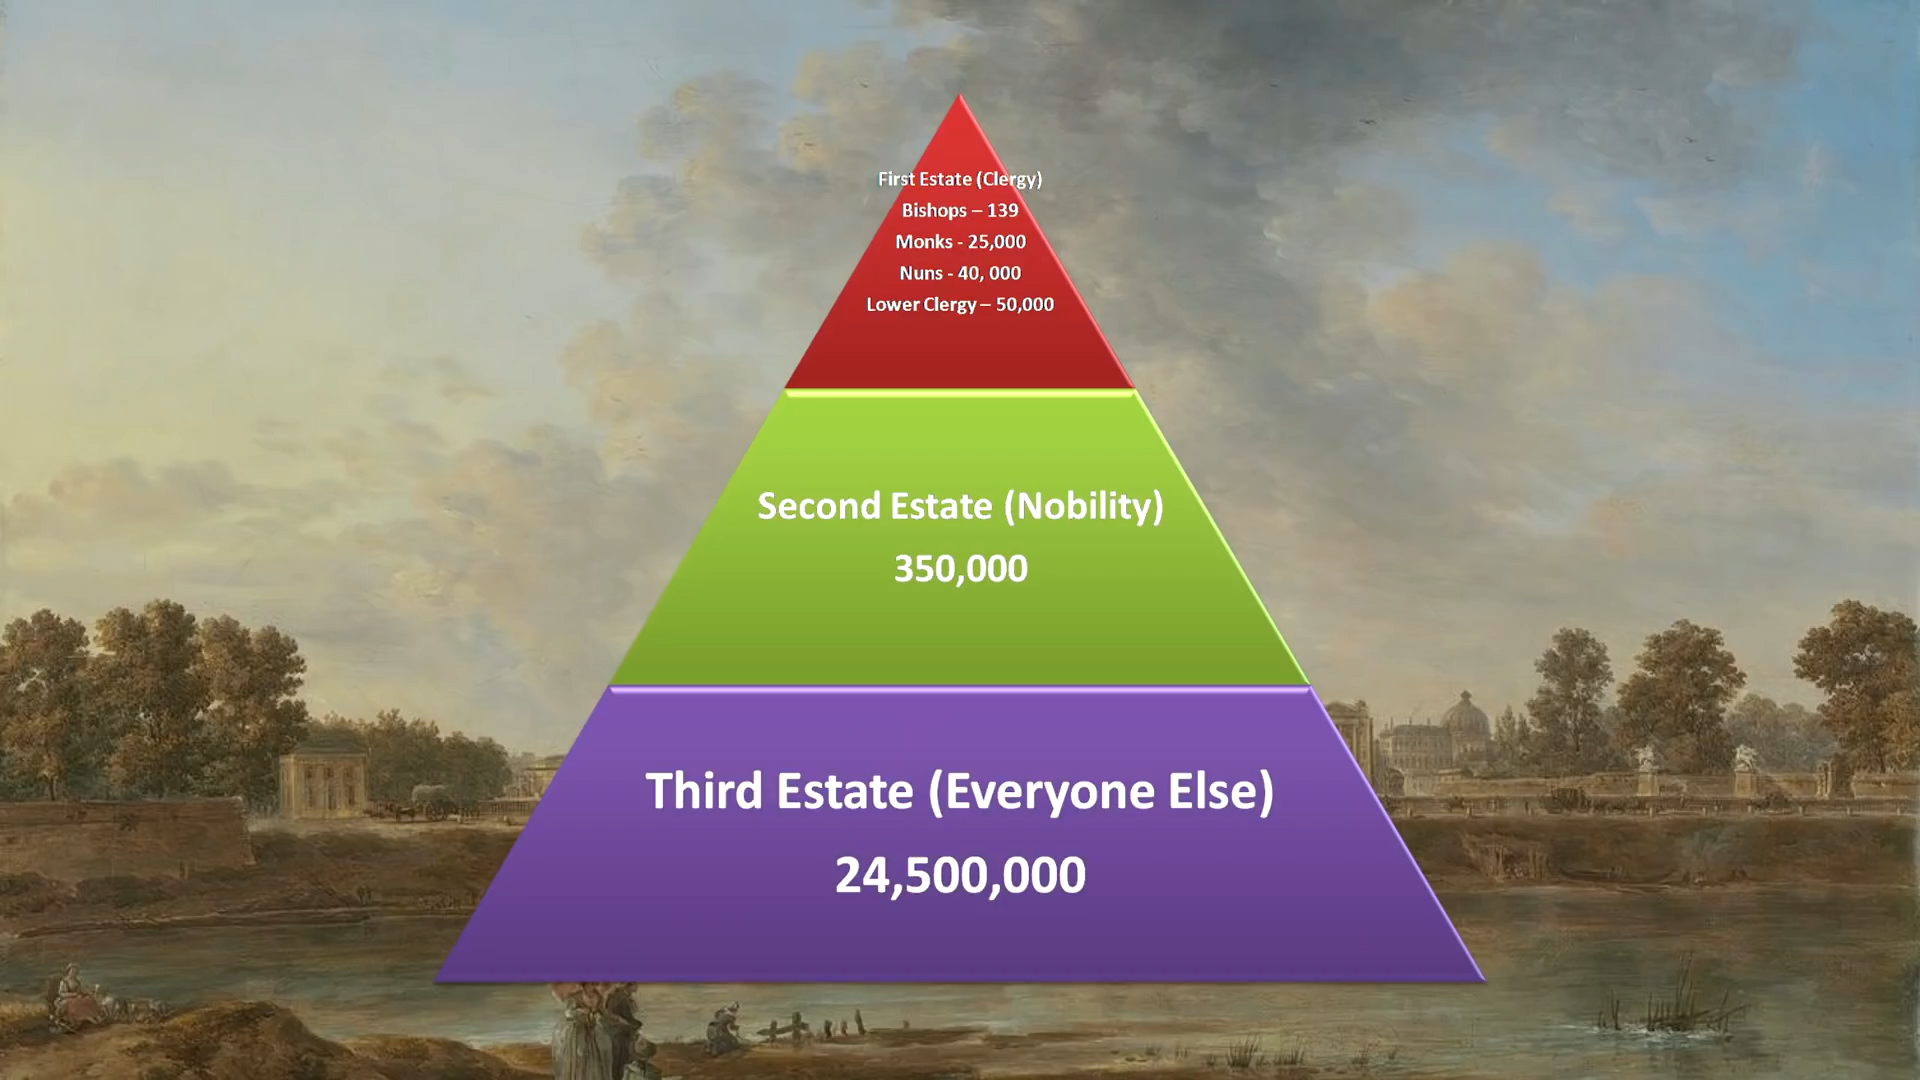 First Estate (Clergy)
Bishops – 139
Monks - 25,000
Nuns - 40, 000
Lower Clergy – 50,000
Second Estate (Nobility)
350,000
Third Estate (Everyone Else)
24,500,000